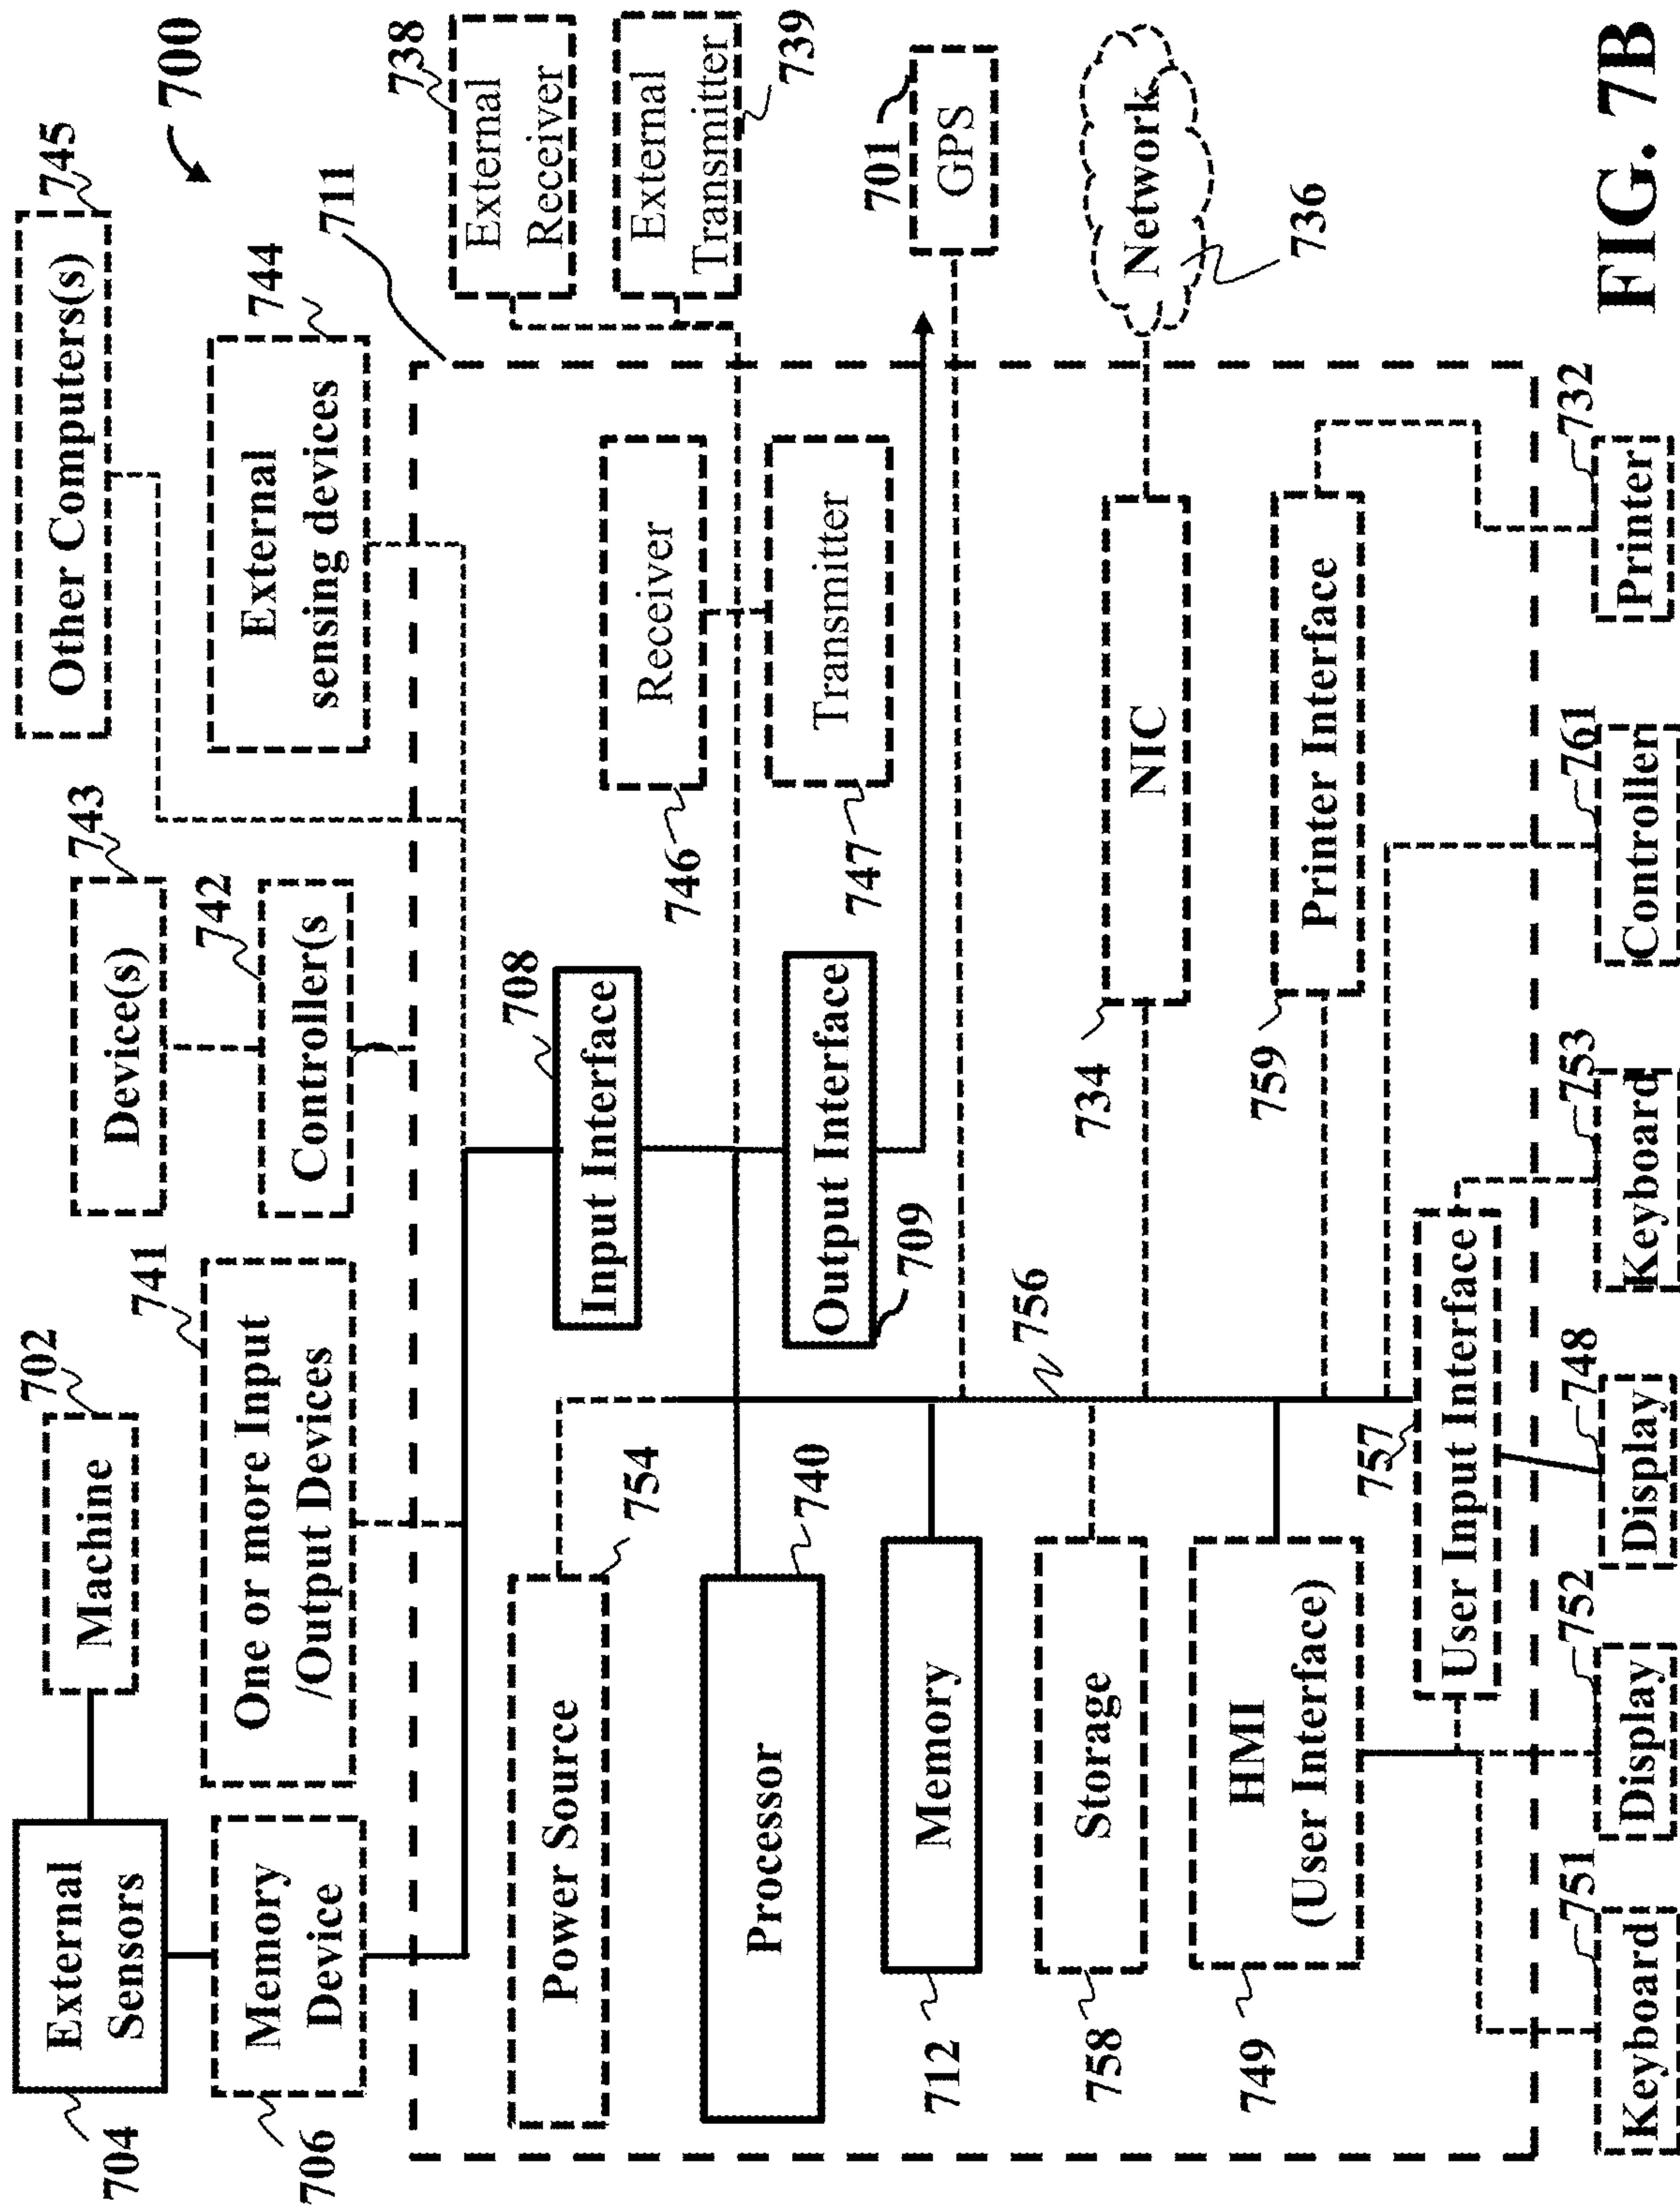 704
External
Sensors
702
Machine
743
Device(s)
Other Computers(s)
745
700
706
Memory
Device
741
One or more Input
/Output Devices
742
Controller(s
External
sensing devices
744
711
738
External
Receiver
External
Transmitter
739
Power Source
754
708
Input Interface
Receiver
746
Processor
740
Output Interface
709
Transmitter
747
701
GPS
712
Memory
756
758
Storage
734
NIC
Network
736
749
HMI
(User Interface)
759
Printer Interface
757
User Input Interface
751
752
748
753
761
732
Keyboard
Display
Display
Keyboard
Controller
Printer
FIG. 7B